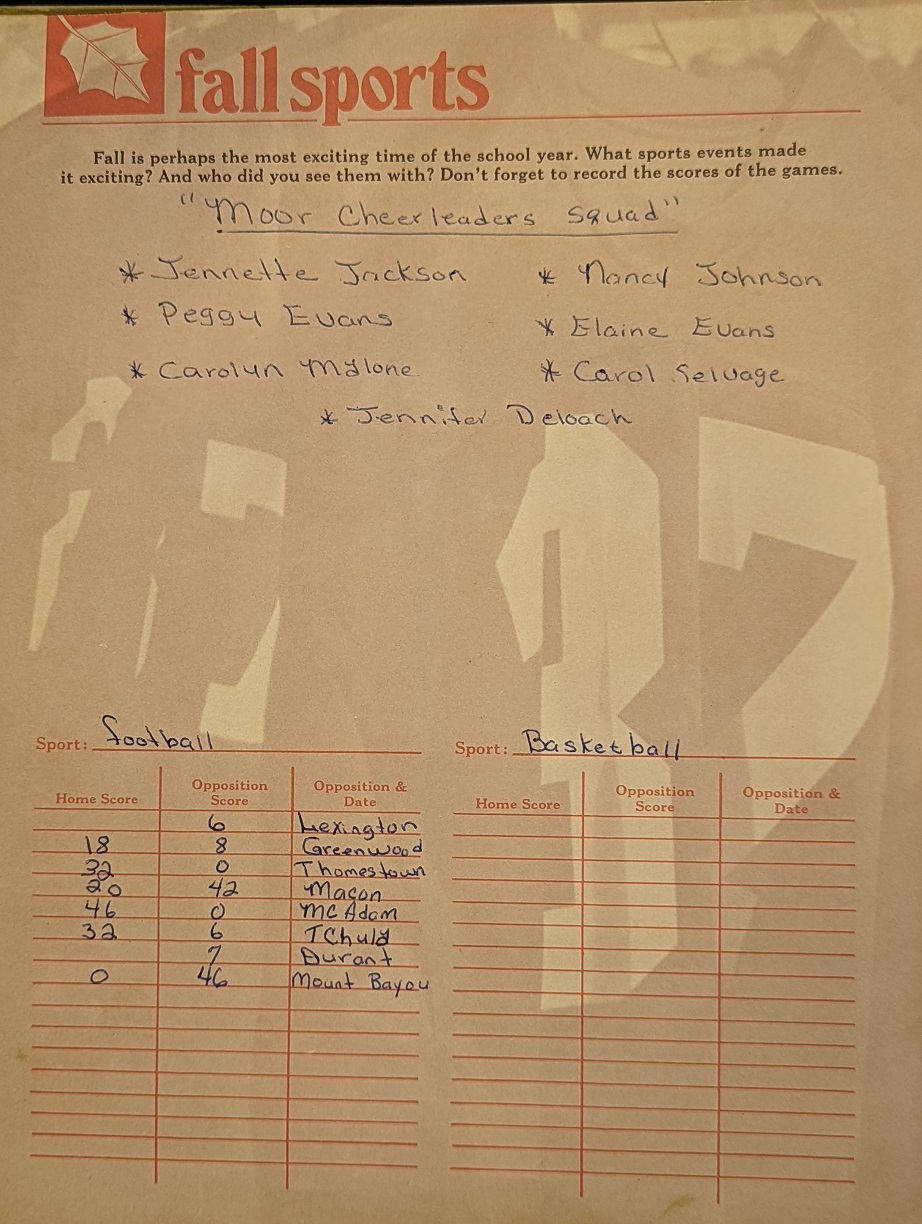 fall sports
Fall is perhaps the most exciting time of the school year. What sports events made
it exciting? And who did you see them with? Don't forget to record the scores of the games.
"Moor Cheerleaders Squad"
* Jennette Jackson * Nancy Johnson
* Peggy Evans * Elaine Evans
* Carolyn Malone * Carol Selvage
* Jennifer Deloach
Sport: football
Home Score Opposition Score Opposition & Date
6 Lexington
18 8 Greenwood
32 0 Thomestown
20 42 Macon
46 0 McAdam
32 6 TChula
7 Durant
0 46 Mount Bayou
Sport: Basketball
Home Score Opposition Score Opposition & Date